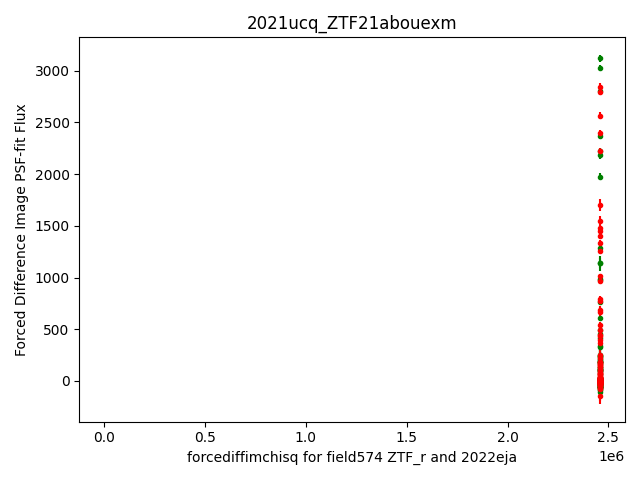 2021ucq_ZTF21abouexm
Forced Difference Image PSF-fit Flux
3000
2500
2000
1500
1000
500
0
0.0 0.5 1.0 1.5 2.0 2.5
1e6
forcediffimchisq for field574 ZTF_r and 2022eja